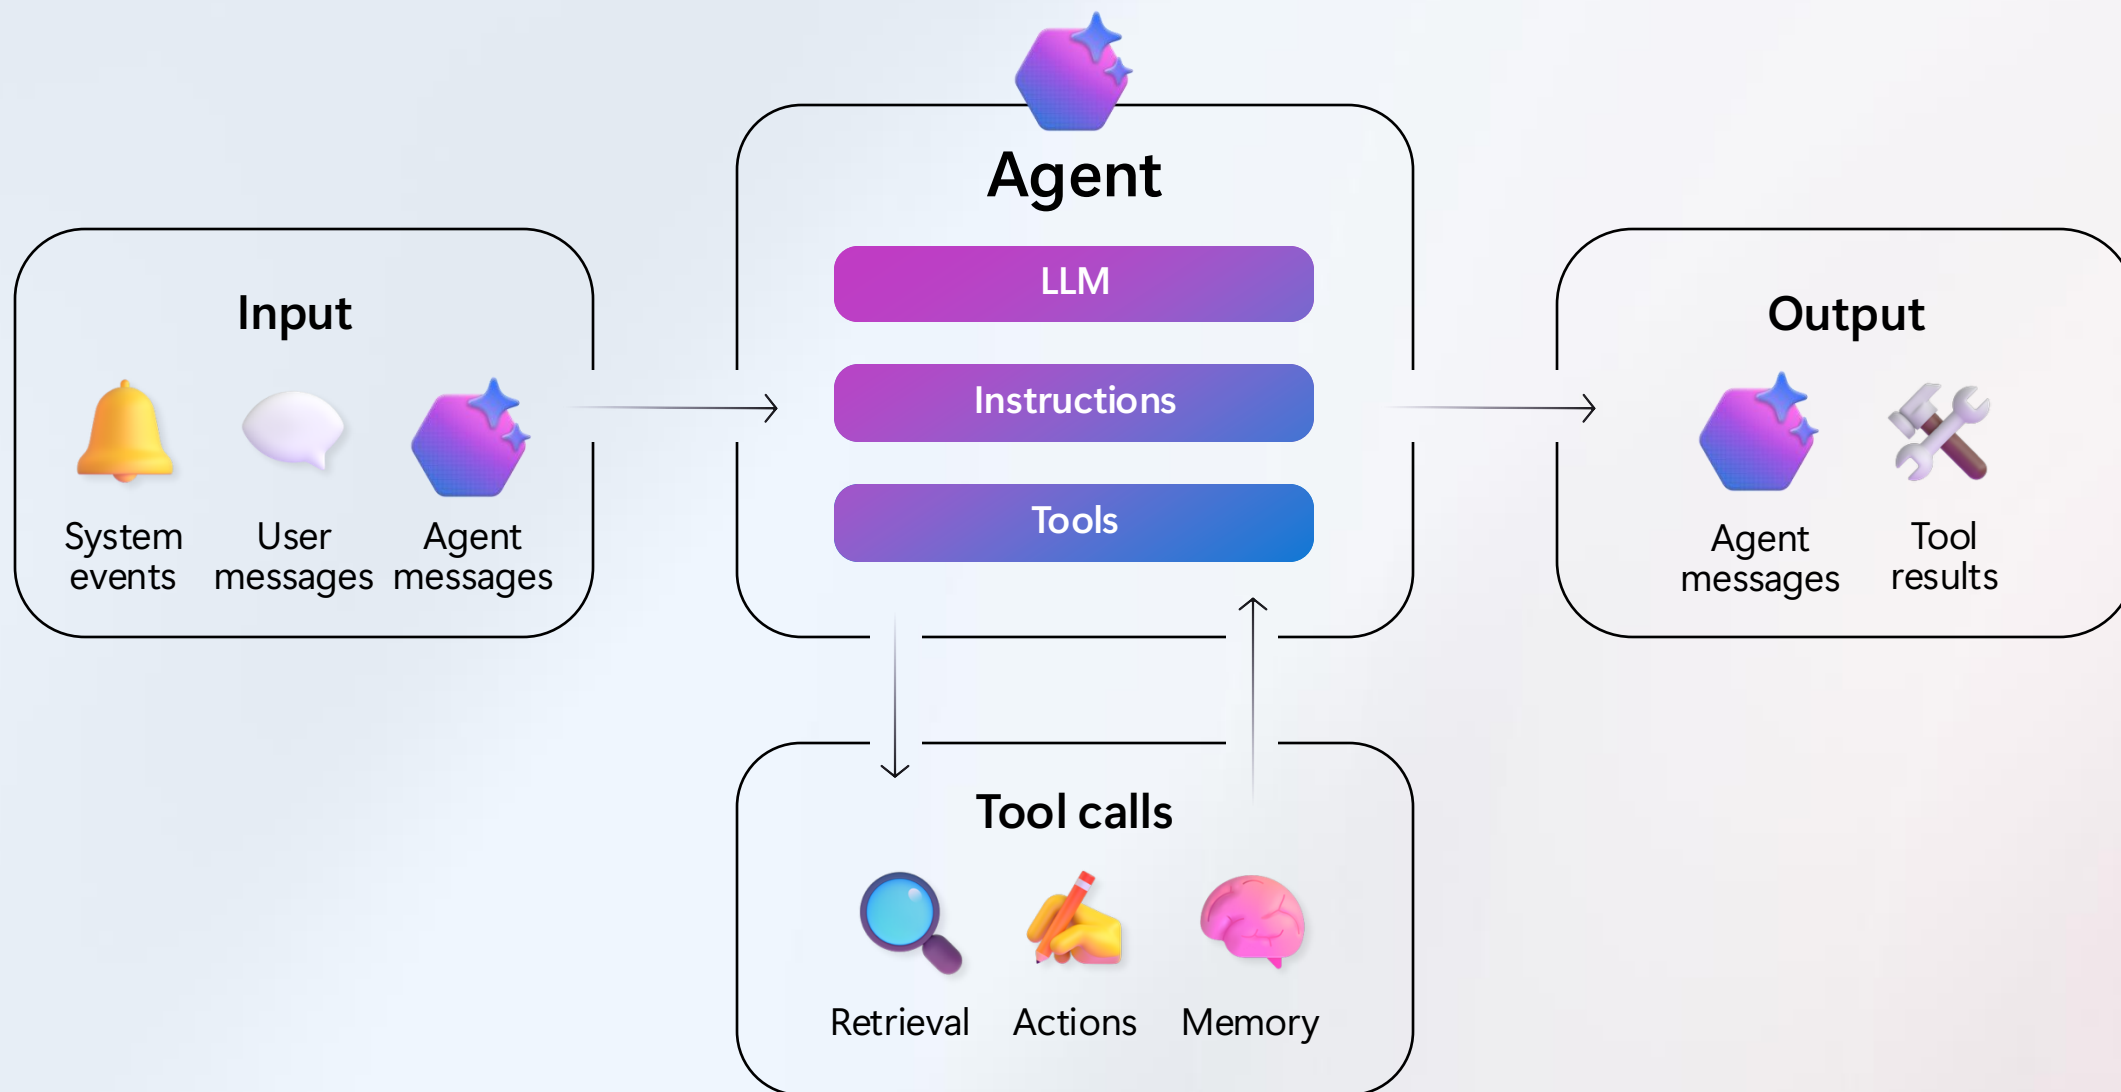 Agent
LLM
Instructions
Tools
Input
System
events
User
messages
Agent
messages
Output
Agent
messages
Tool
results
Tool calls
Retrieval
Actions
Memory